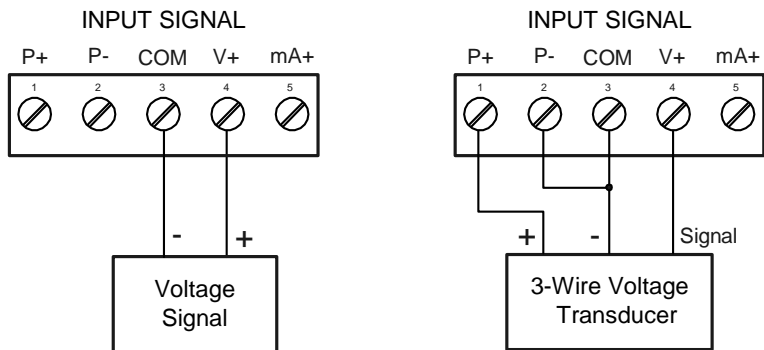 INPUT SIGNAL
P+ P- COM V+ mA+
1 2 3 4 5
- +
Voltage
Signal
INPUT SIGNAL
P+ P- COM V+ mA+
1 2 3 4 5
+ - Signal
3-Wire Voltage
Transducer